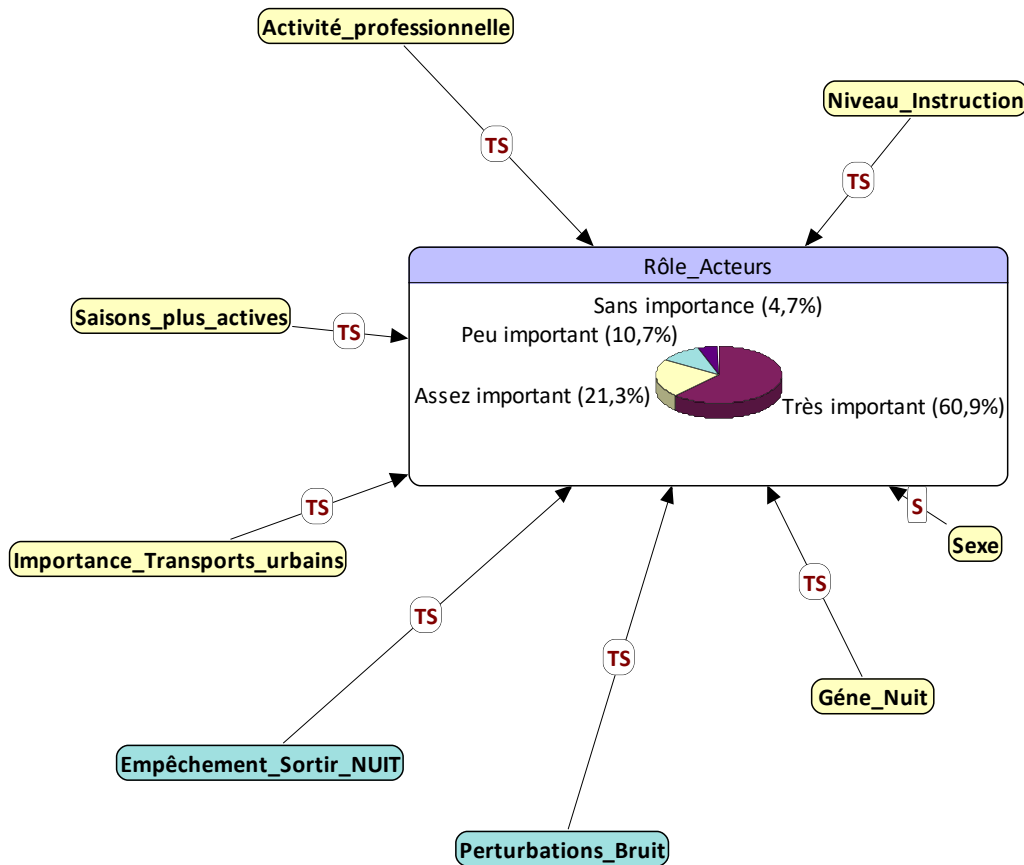 Activité_professionnelle
Niveau_Instruction
TS
TS
Rôle_Acteurs
Sans importance (4,7%)
Peu important (10,7%)
Assez important (21,3%)
Très important (60,9%)
Saisons_plus_actives
TS
TS
Importance_Transports_urbains
S
Sexe
TS
TS
TS
Géne_Nuit
Empêchement_Sortir_NUIT
Perturbations_Bruit